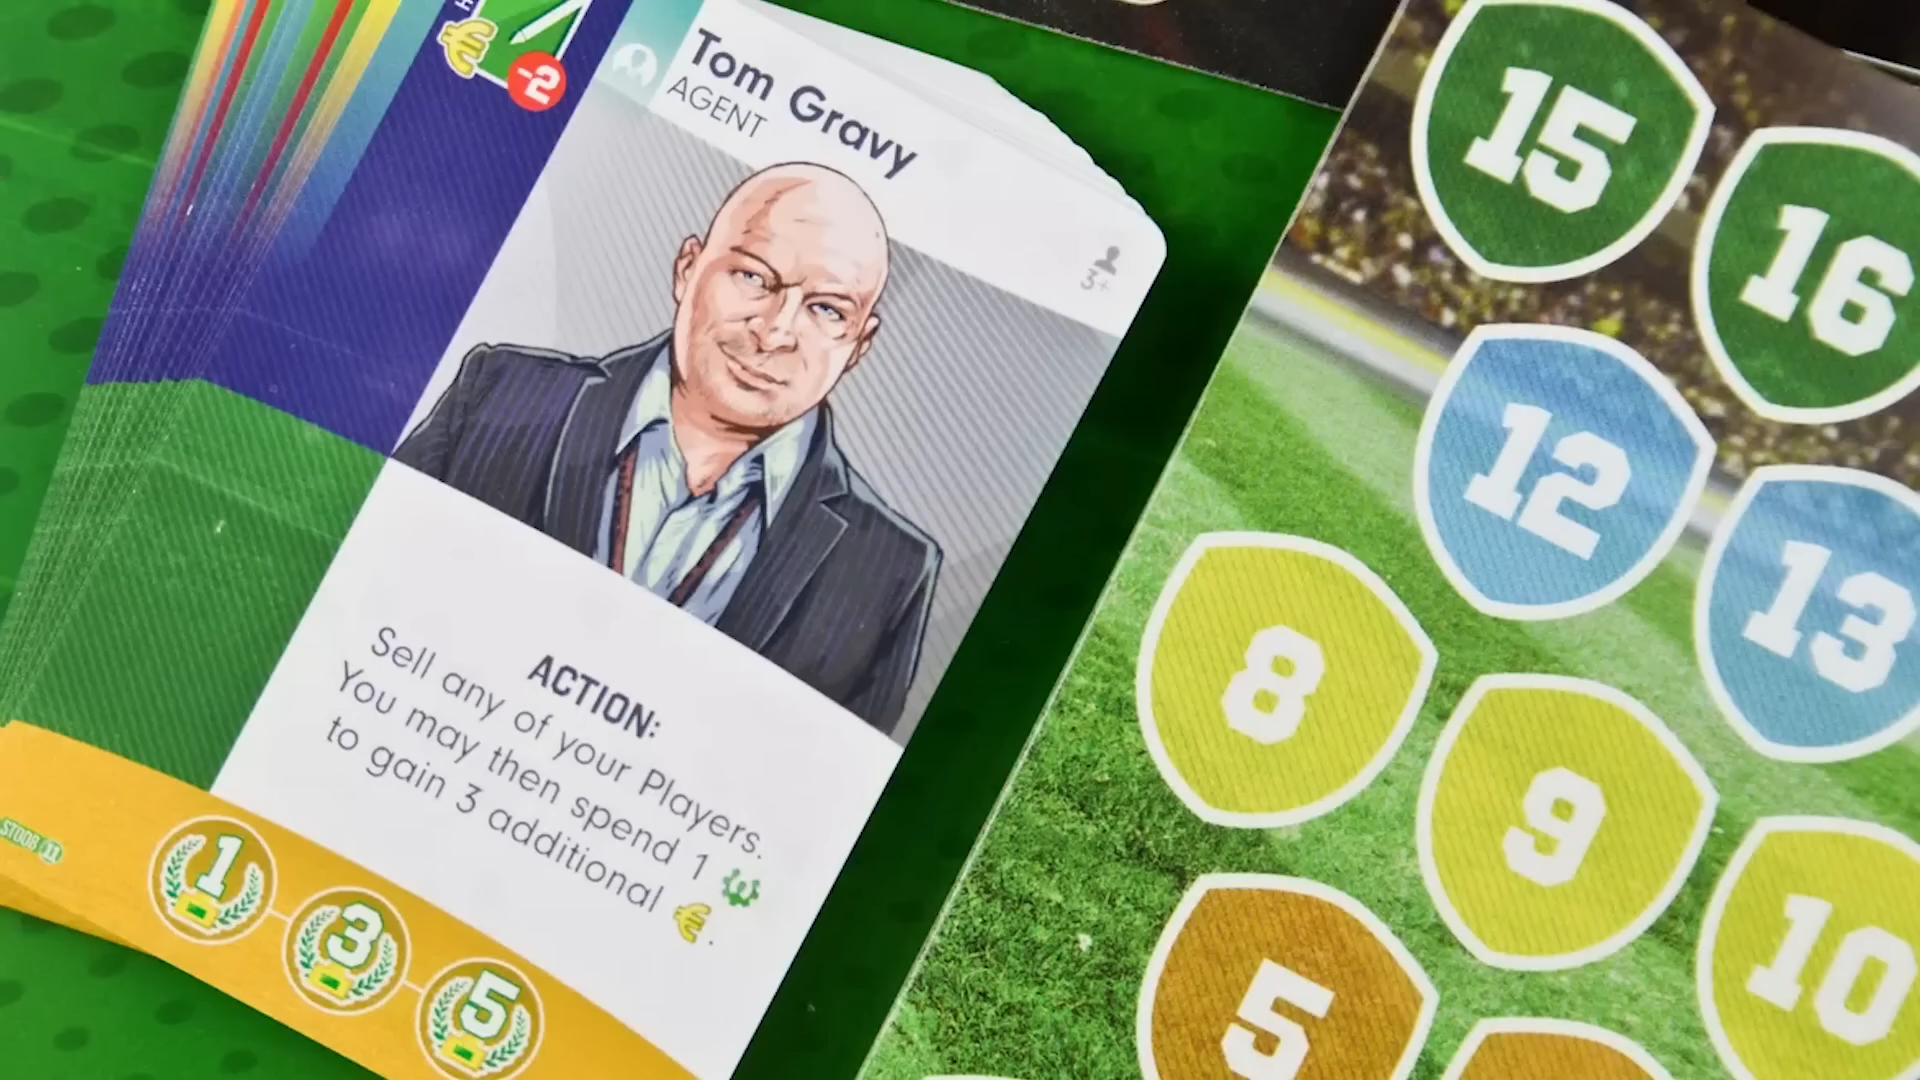 €
-2
Tom Gravy
AGENT
3+
ACTION:
Sell any of your Players.
You may then spend 1
to gain 3 additional €.
1
3
5
15
16
12
13
8
9
10
5